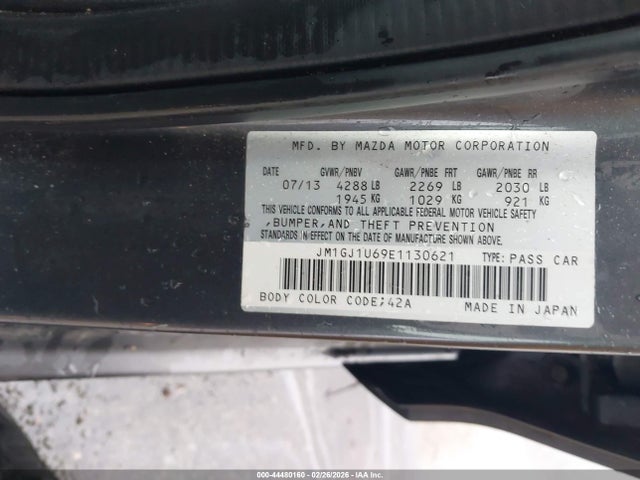 MFD. BY MAZDA MOTOR CORPORATION
DATE GVWR/PNBV GAWR/PNBE FRT GAWR/PNBE RR
07/13 4288 LB 2269 LB 2030 LB
1945 KG 1029 KG 921 KG
THIS VEHICLE CONFORMS TO ALL APPLICABLE FEDERAL MOTOR VEHICLE SAFETY
,BUMPER,AND THEFT PREVENTION
STANDARDS IN EFFECT ON THE DATE OF MANUFACTURE SHOWN ABOVE.
JM1GJ1U69E1130621 TYPE: PASS CAR
BODY COLOR CODE;42A MADE IN JAPAN
000-44480160 - 02/26/2026 - Copyright IAA, Inc.